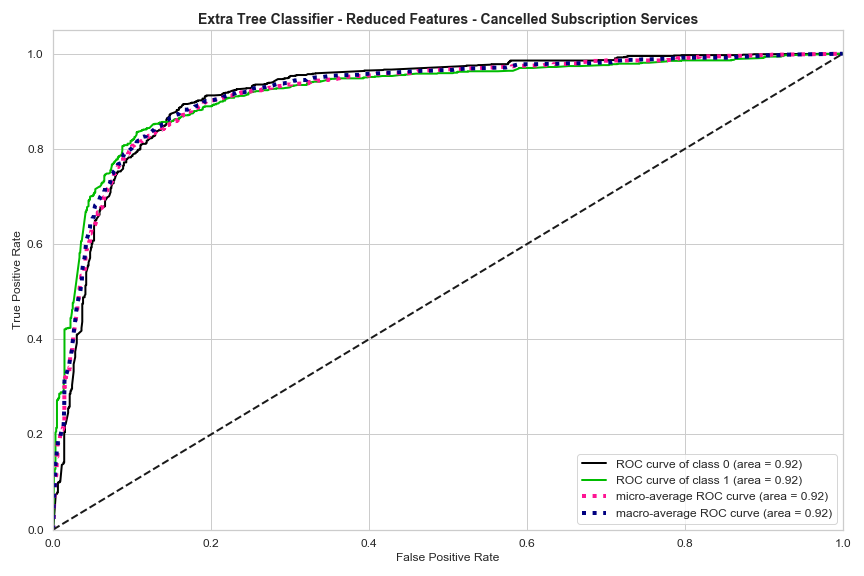 Extra Tree Classifier - Reduced Features - Cancelled Subscription Services
1.0
0.8
0.6
0.4
0.2
0.0
True Positive Rate
ROC curve of class 0 (area = 0.92)
ROC curve of class 1 (area = 0.92)
micro-average ROC curve (area = 0.92)
macro-average ROC curve (area = 0.92)
0.0 0.2 0.4 0.6 0.8 1.0
False Positive Rate